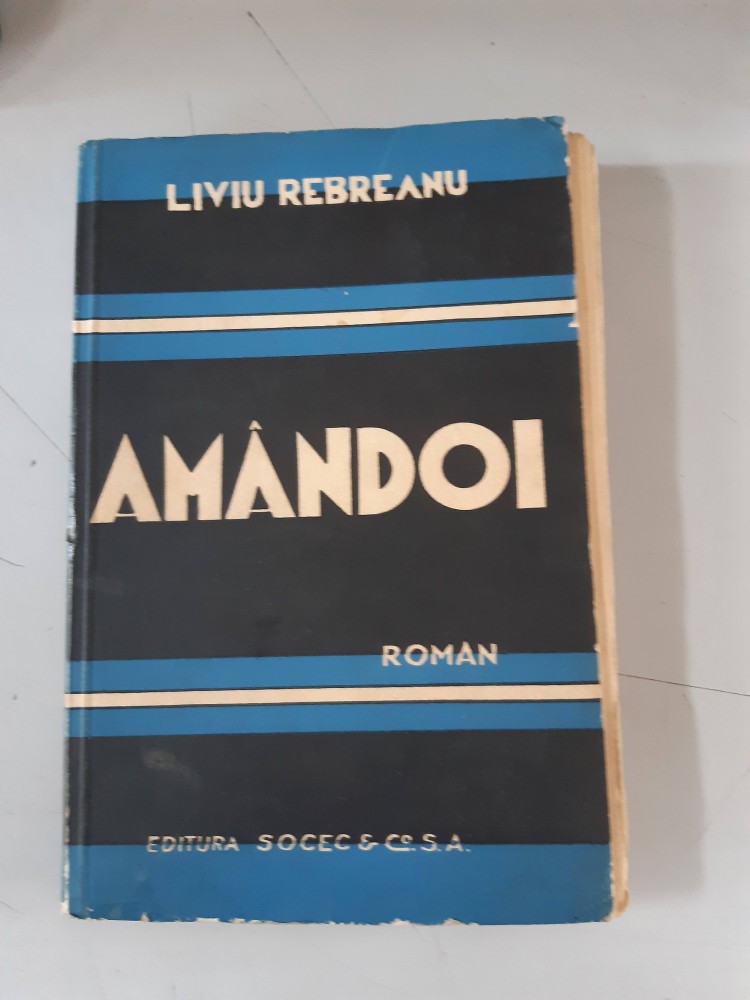 LIVIU REBREANU
AMÂNDOI
ROMAN
EDITURA SOCEC & Co. S.A.